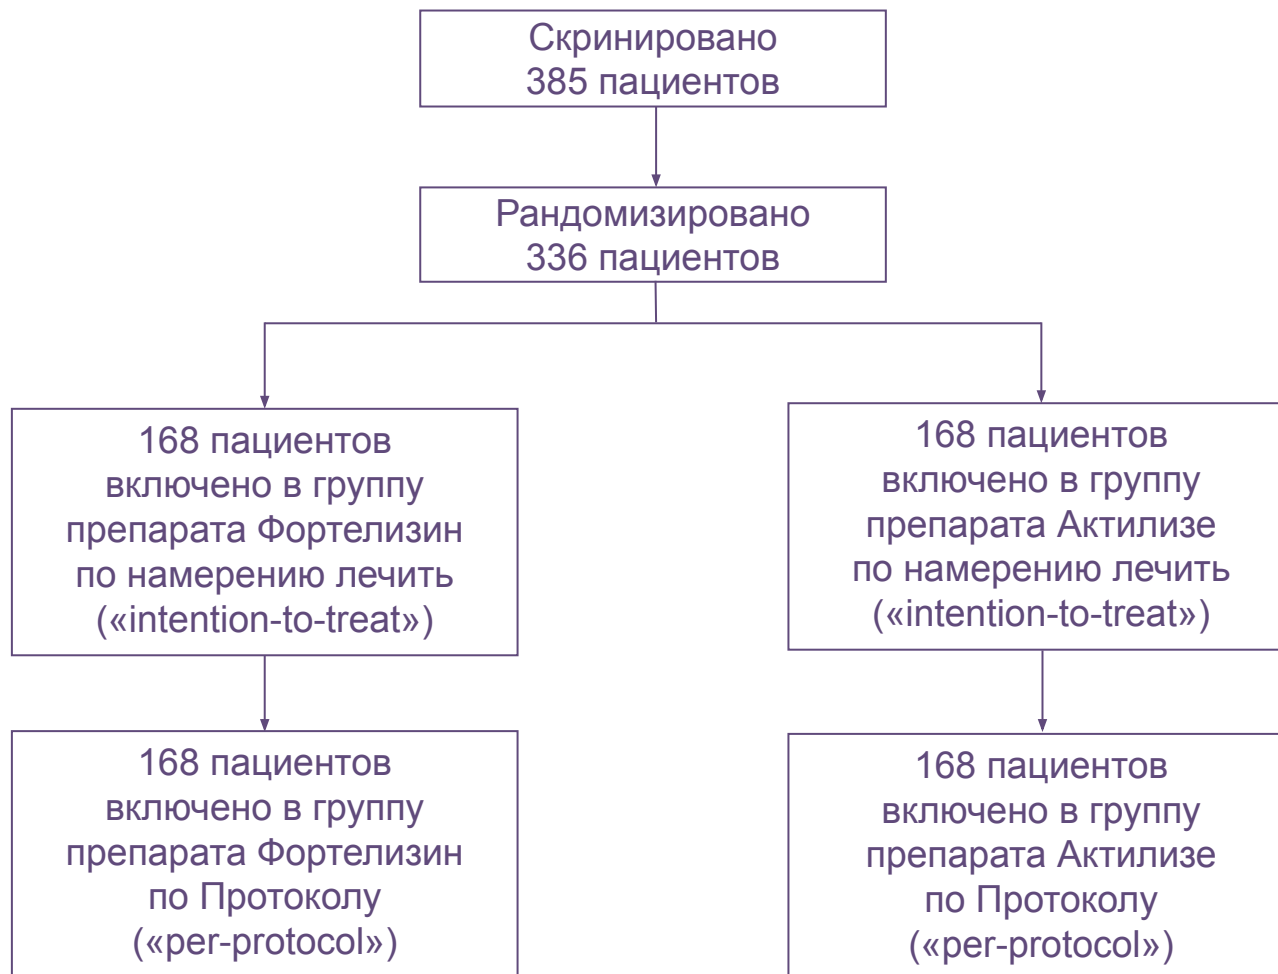 Скринировано
385 пациентов
Рандомизировано
336 пациентов
168 пациентов
включено в группу
препарата Фортелизин
по намерению лечить
(«intention-to-treat»)
168 пациентов
включено в группу
препарата Актилизе
по намерению лечить
(«intention-to-treat»)
168 пациентов
включено в группу
препарата Фортелизин
по Протоколу
(«per-protocol»)
168 пациентов
включено в группу
препарата Актилизе
по Протоколу
(«per-protocol»)